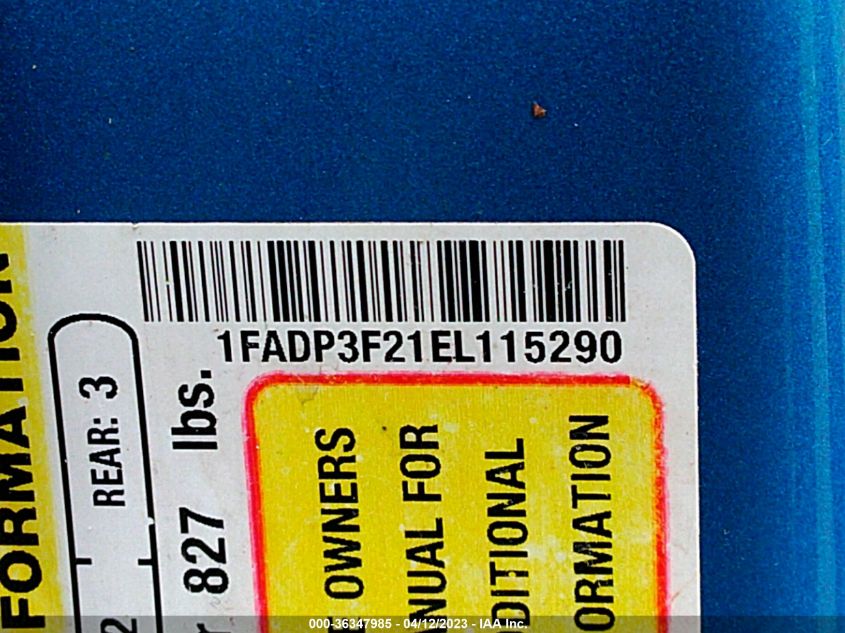 1FADP3F21EL115290
FORMATION
REAR: 3
2
827 lbs.
OWNERS
NUAL FOR
DITIONAL
ORMATION
000-36347985 - 04/12/2023 - IAA Inc.